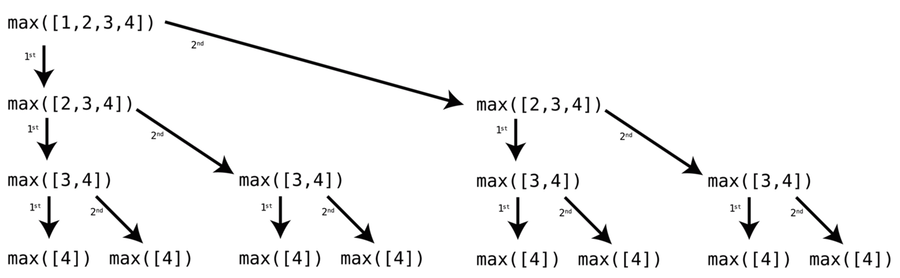 max([1,2,3,4])
2nd
1st
max([2,3,4]) max([2,3,4])
1st 2nd 1st 2nd
max([3,4]) max([3,4]) max([3,4]) max([3,4])
1st 2nd 1st 2nd 1st 2nd 1st 2nd
max([4]) max([4]) max([4]) max([4]) max([4]) max([4]) max([4]) max([4])